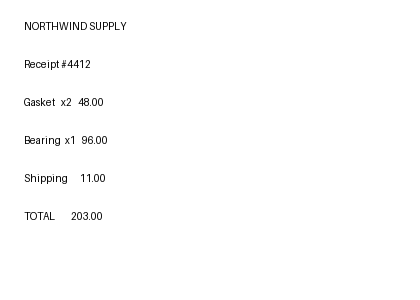 NORTHWIND SUPPLY
Receipt #4412
Gasket x2 48.00
Bearing x1 96.00
Shipping 11.00
TOTAL 203.00